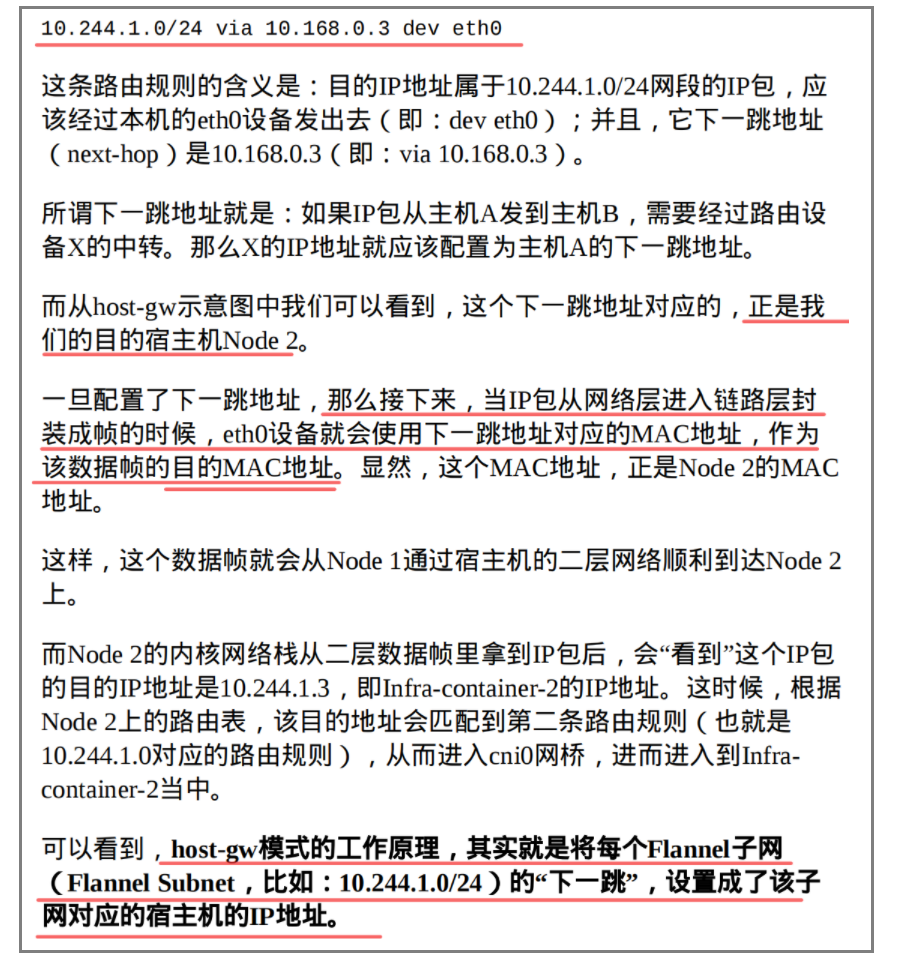 10.244.1.0/24 via 10.168.0.3 dev eth0
这条路由规则的含义是：目的IP地址属于10.244.1.0/24网段的IP包，应
该经过本机的eth0设备发出去（即：dev eth0）；并且，它下一跳地址
（next-hop）是10.168.0.3（即：via 10.168.0.3）。
所谓下一跳地址就是：如果IP包从主机A发到主机B，需要经过路由设
备X的中转。那么X的IP地址就应该配置为主机A的下一跳地址。
而从host-gw示意图中我们可以看到，这个下一跳地址对应的，正是我
们的目的宿主机Node 2。
一旦配置了下一跳地址，那么接下来，当IP包从网络层进入链路层封
装成帧的时候，eth0设备就会使用下一跳地址对应的MAC地址，作为
该数据帧的目的MAC地址。显然，这个MAC地址，正是Node 2的MAC
地址。
这样，这个数据帧就会从Node 1通过宿主机的二层网络顺利到达Node 2
上。
而Node 2的内核网络栈从二层数据帧里拿到IP包后，会“看到”这个IP包
的目的IP地址是10.244.1.3，即Infra-container-2的IP地址。这时候，根据
Node 2上的路由表，该目的地址会匹配到第二条路由规则（也就是
10.244.1.0对应的路由规则），从而进入cni0网桥，进而进入到Infra-
container-2当中。
可以看到，host-gw模式的工作原理，其实就是将每个Flannel子网
（Flannel Subnet，比如：10.244.1.0/24）的“下一跳”，设置成了该子
网对应的宿主机的IP地址。